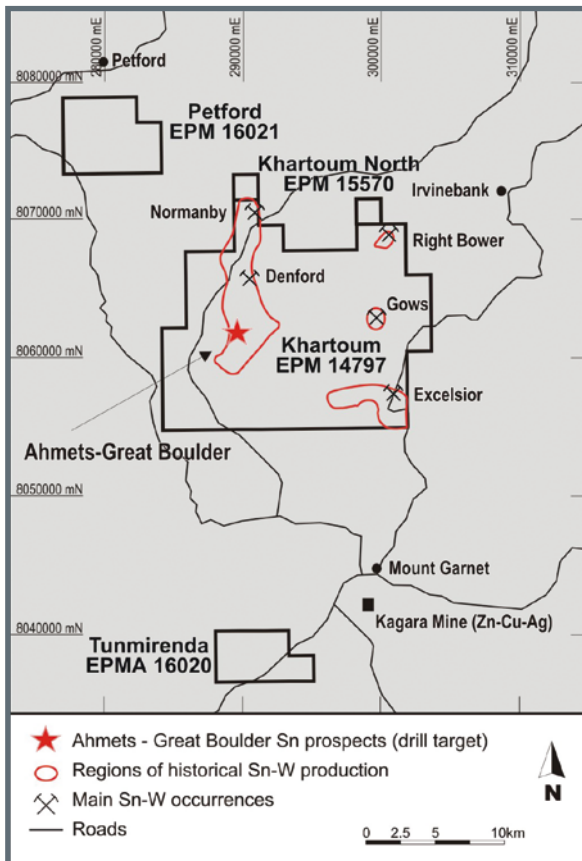 280000 mE
290000 mE
300000 mE
310000 mE
Petford
8080000 mN
Petford
EPM 16021
Khartoum North
EPM 15570
Irvinebank
8070000 mN
Normanby
Right Bower
Denford
Gows
8060000 mN
Khartoum
EPM 14797
Excelsior
Ahmets-Great Boulder
8050000 mN
Mount Garnet
Kagara Mine (Zn-Cu-Ag)
8040000 mN
Tunmirenda
EPMA 16020
Ahmets - Great Boulder Sn prospects (drill target)
Regions of historical Sn-W production
Main Sn-W occurrences
Roads
N
0 2.5 5 10km